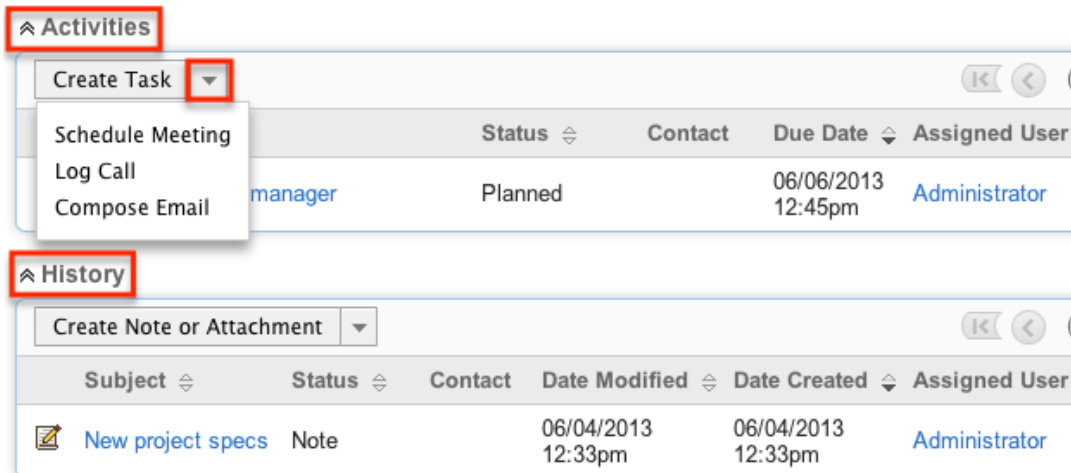 Activities
Create Task
Schedule Meeting
Log Call
Compose Email
Status Contact Due Date Assigned User
manager Planned 06/06/2013 12:45pm Administrator
History
Create Note or Attachment
Subject Status Contact Date Modified Date Created Assigned User
New project specs Note 06/04/2013 12:33pm 06/04/2013 12:33pm Administrator